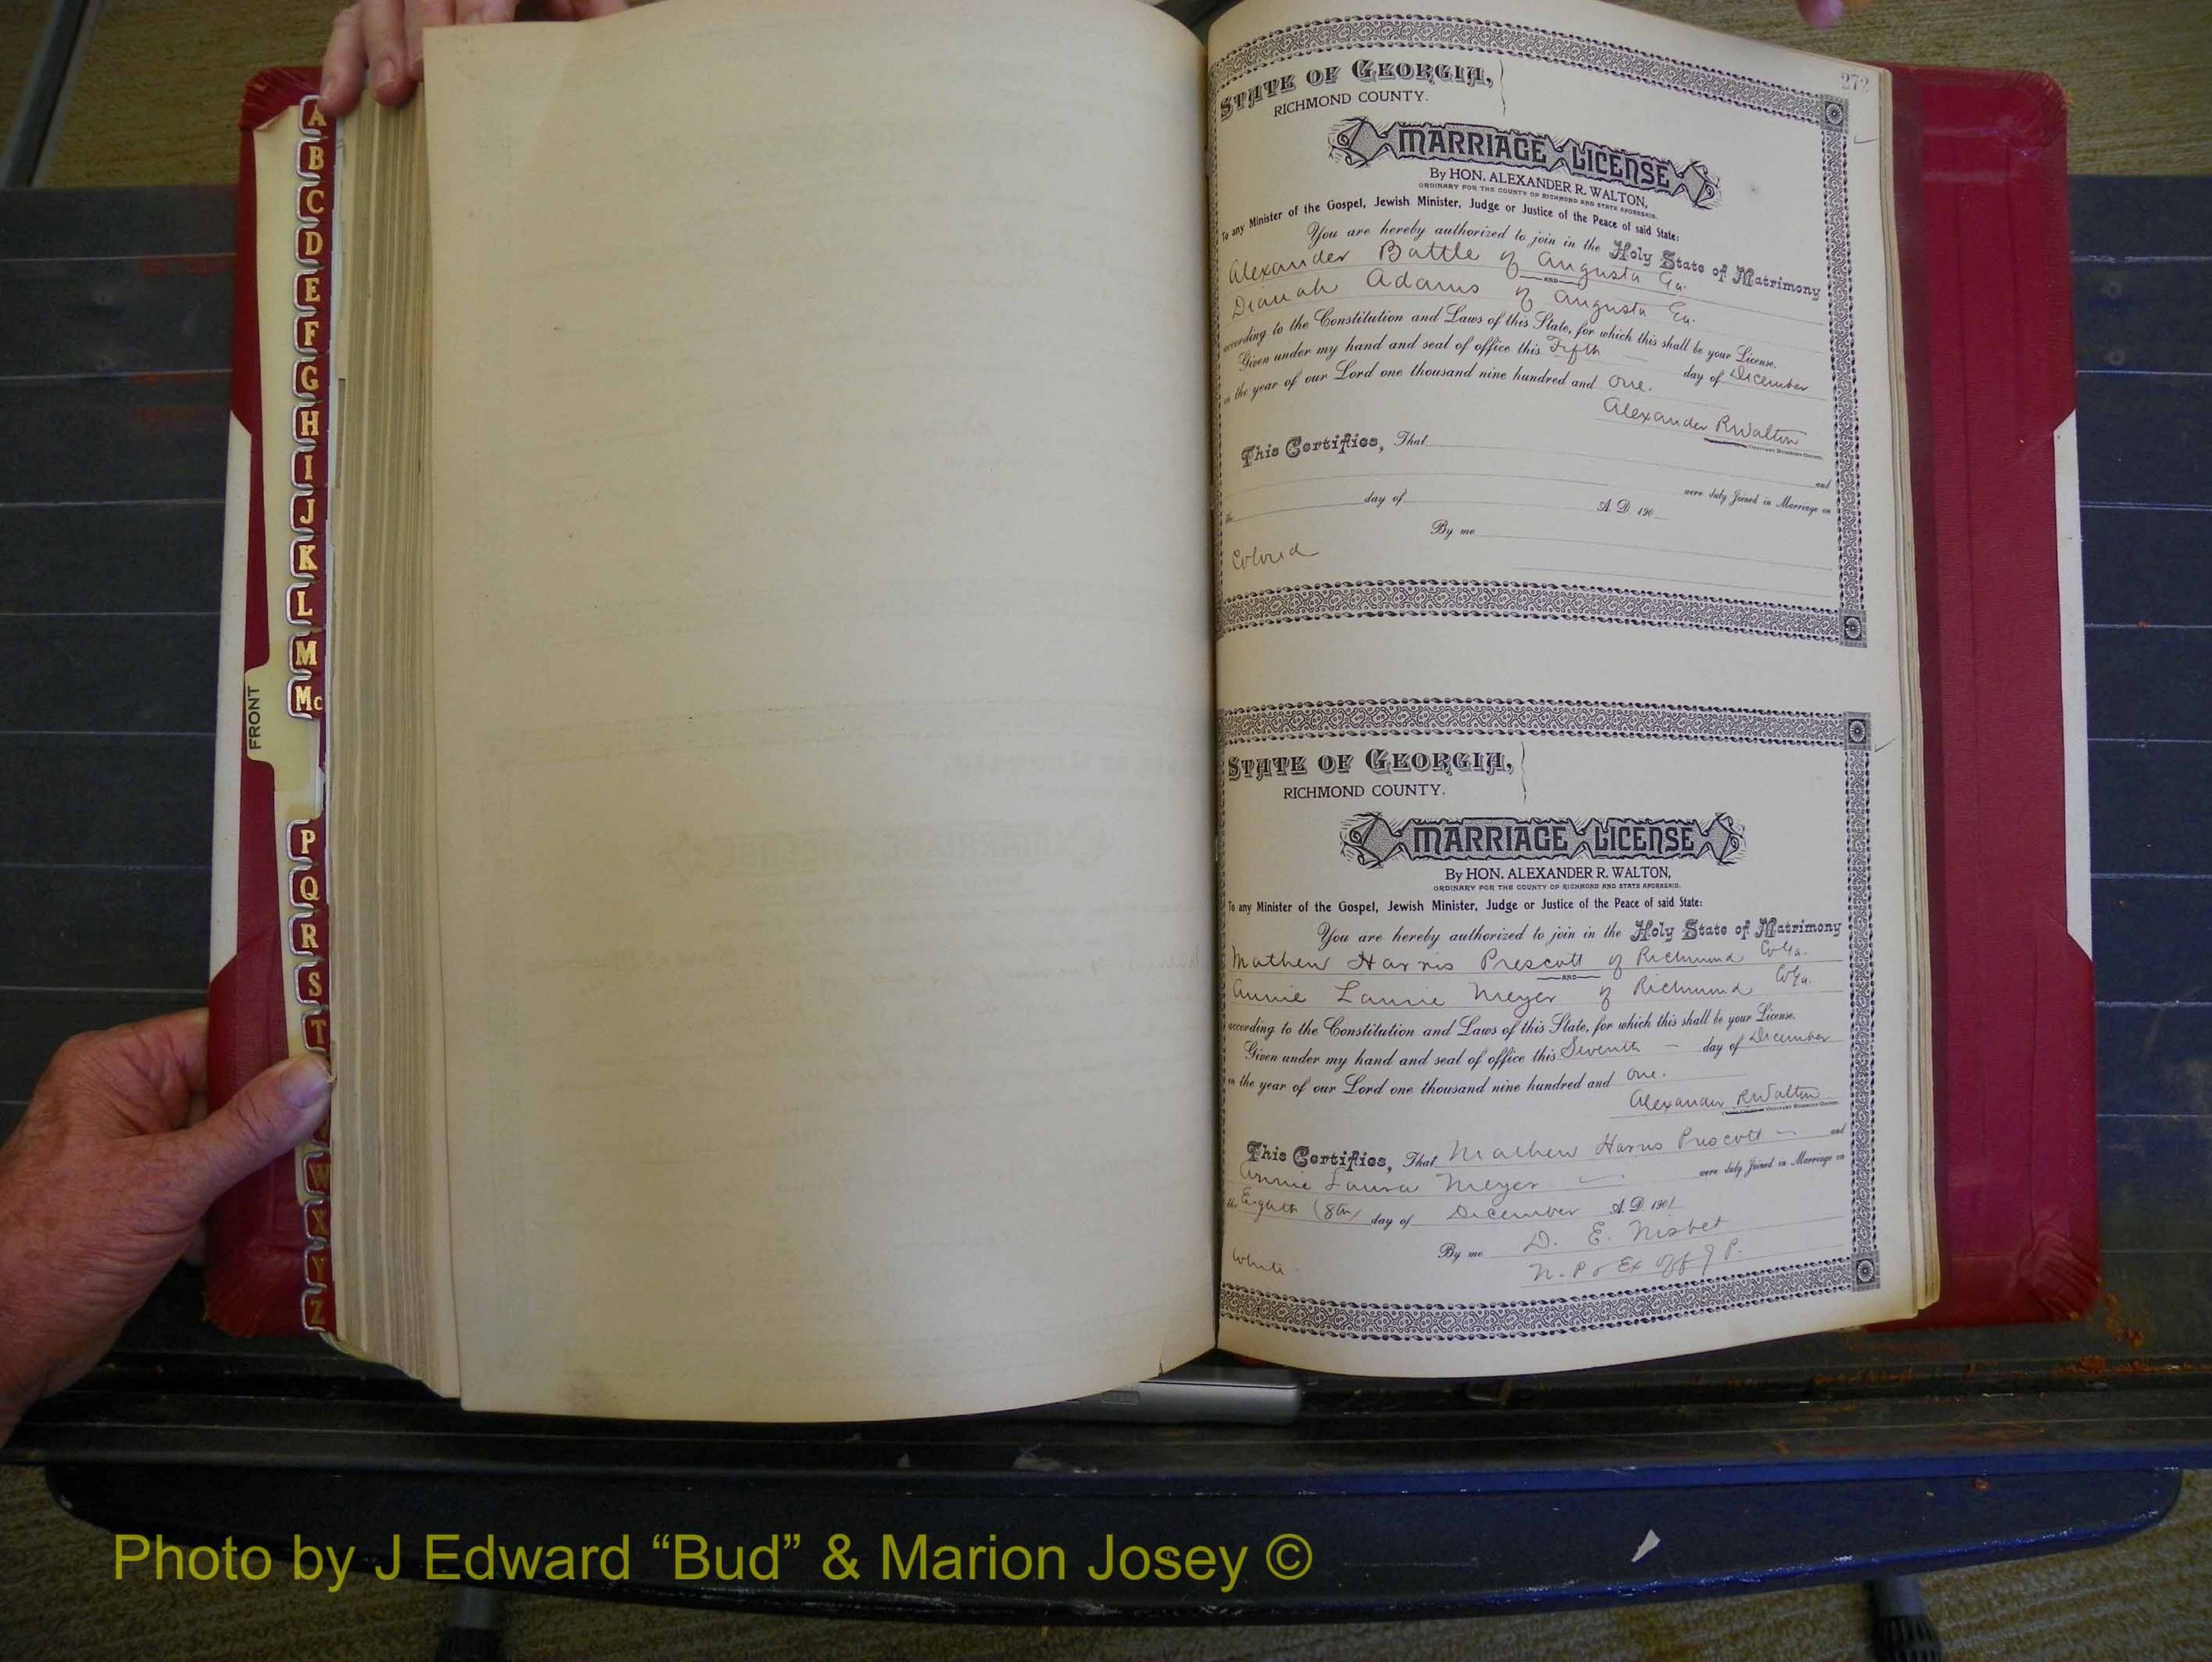 A
B
C
D
E
F
G
H
I
J
K
L
M
Mc
FRONT
P
Q
R
S
T
W
X
Y
Z
272
STATE OF GEORGIA,
RICHMOND COUNTY.
MARRIAGE LICENSE
By HON. ALEXANDER R. WALTON,
ORDINARY FOR THE COUNTY OF RICHMOND AND STATE AFORESAID.
To any Minister of the Gospel, Jewish Minister, Judge or Justice of the Peace of said State:
You are hereby authorized to join in the Holy State of Matrimony
Alexander Battle of Augusta Ga.
AND
Dianah Adams of Augusta Ga.
according to the Constitution and Laws of this State, for which this shall be your License.
Given under my hand and seal of office this Fifth day of December
in the year of our Lord one thousand nine hundred and one.
Alexander R Walton
ORDINARY RICHMOND COUNTY.
This Certifies, That
and
were duly Joined in Marriage on
the day of A. D. 190
By me
Colored
STATE OF GEORGIA,
RICHMOND COUNTY.
MARRIAGE LICENSE
By HON. ALEXANDER R. WALTON,
ORDINARY FOR THE COUNTY OF RICHMOND AND STATE AFORESAID.
To any Minister of the Gospel, Jewish Minister, Judge or Justice of the Peace of said State:
You are hereby authorized to join in the Holy State of Matrimony
Mathew Harris Prescott of Richmond Co Ga.
AND
Annie Laurie Meyer of Richmond Co Ga.
according to the Constitution and Laws of this State, for which this shall be your License.
Given under my hand and seal of office this Seventh — day of December
in the year of our Lord one thousand nine hundred and one.
Alexander R Walton
ORDINARY RICHMOND COUNTY.
This Certifies, That Mathew Harris Prescott and
Annie Laura Meyer were duly Joined in Marriage on
the Eighth (8th) day of December A. D. 1901
By me D. E. Nisbet
White
N. P & Ex Off J P.
Photo by J Edward “Bud” & Marion Josey ©